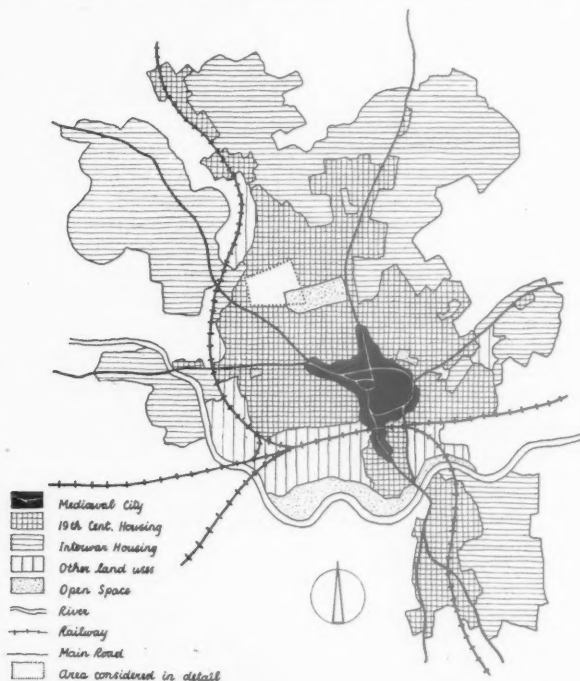 Mediaeval City
19th Cent. Housing
Interwar Housing
Other land uses
Open Space
River
Railway
Main Road
Area considered in detail